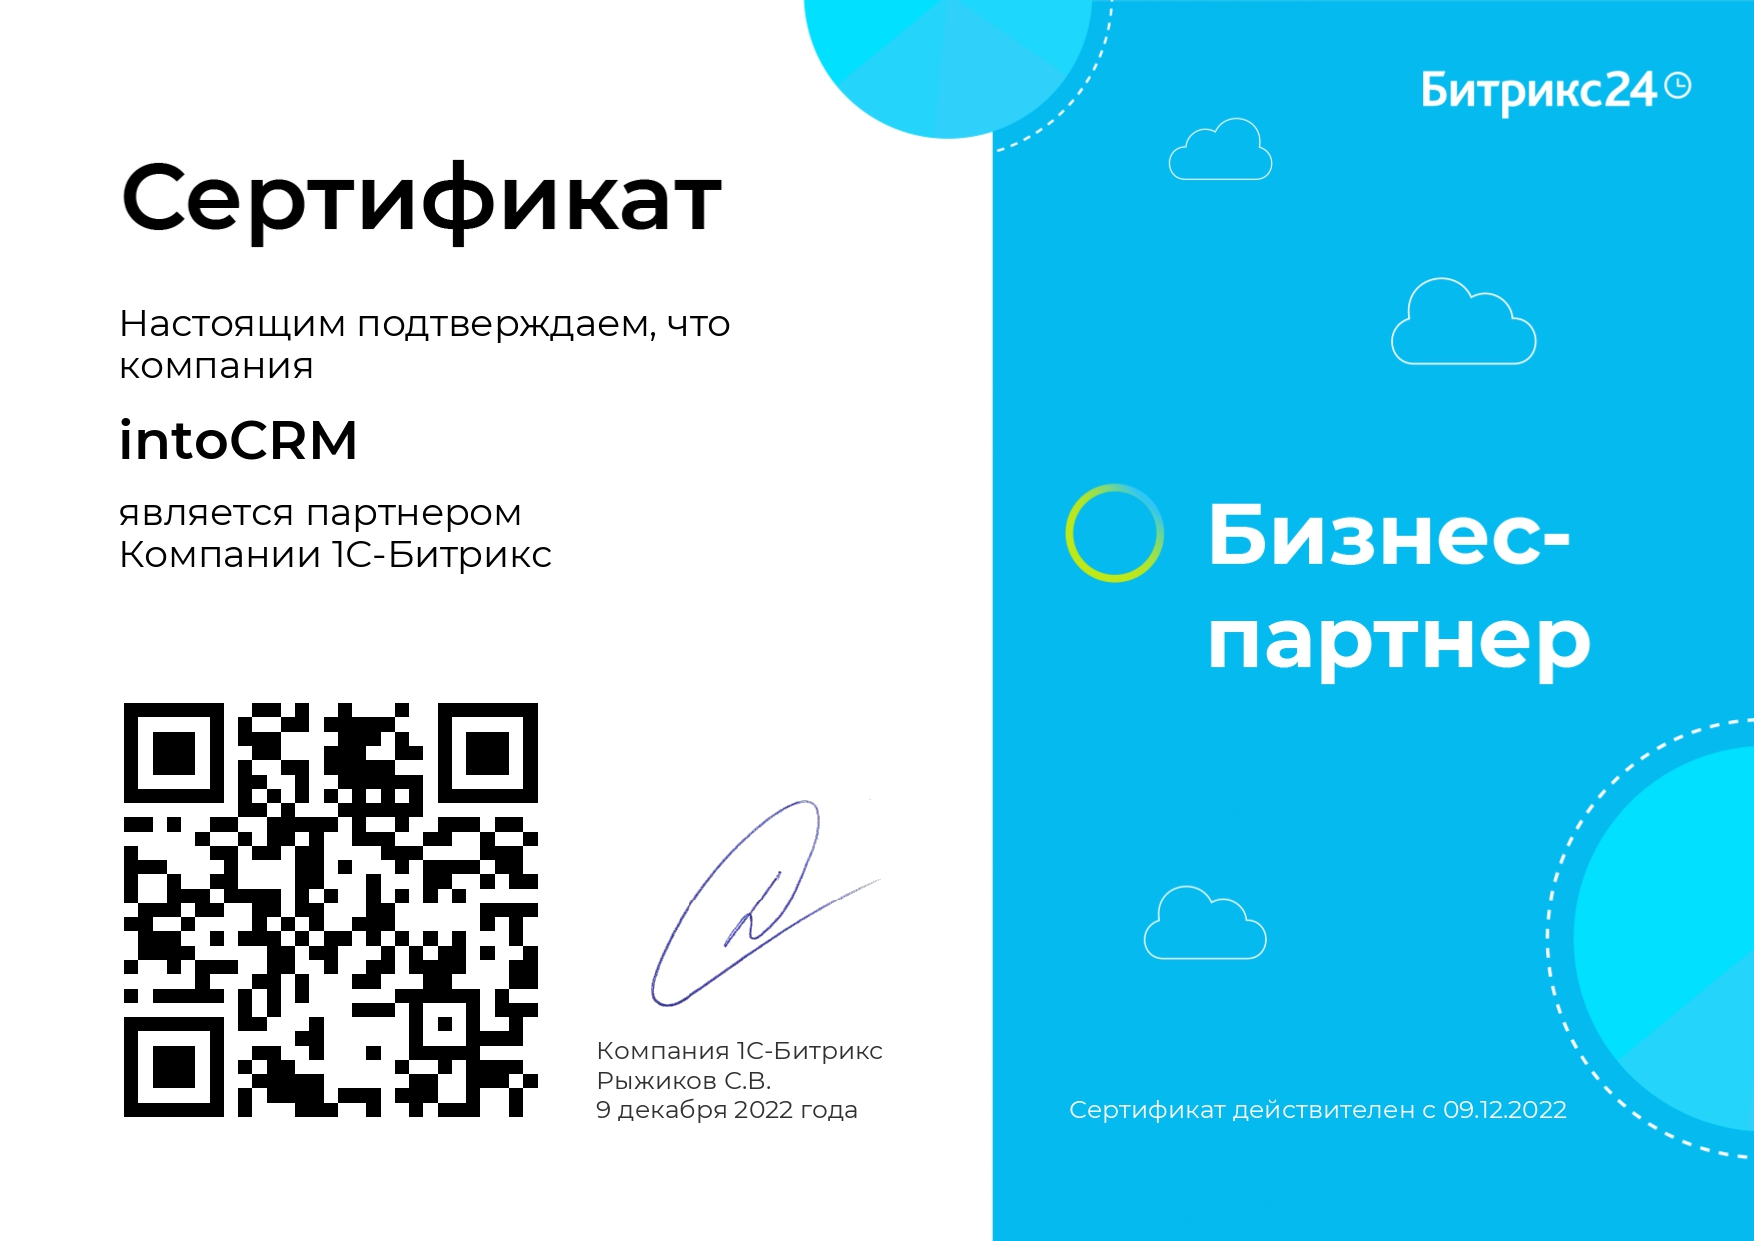 Сертификат
Настоящим подтверждаем, что
компания
intoCRM
является партнером
Компании 1С-Битрикс
Компания 1С-Битрикс
Рыжиков С.В.
9 декабря 2022 года
Битрикс24
Бизнес-
партнер
Сертификат действителен с 09.12.2022